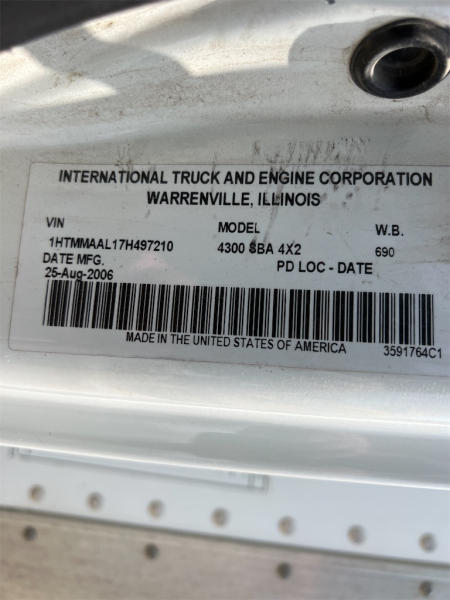 INTERNATIONAL TRUCK AND ENGINE CORPORATION
WARRENVILLE, ILLINOIS
VIN MODEL W.B.
1HTMMAAL17H497210 4300 SBA 4X2 690
DATE MFG. PD LOC - DATE
25-Aug-2006
MADE IN THE UNITED STATES OF AMERICA 3591764C1